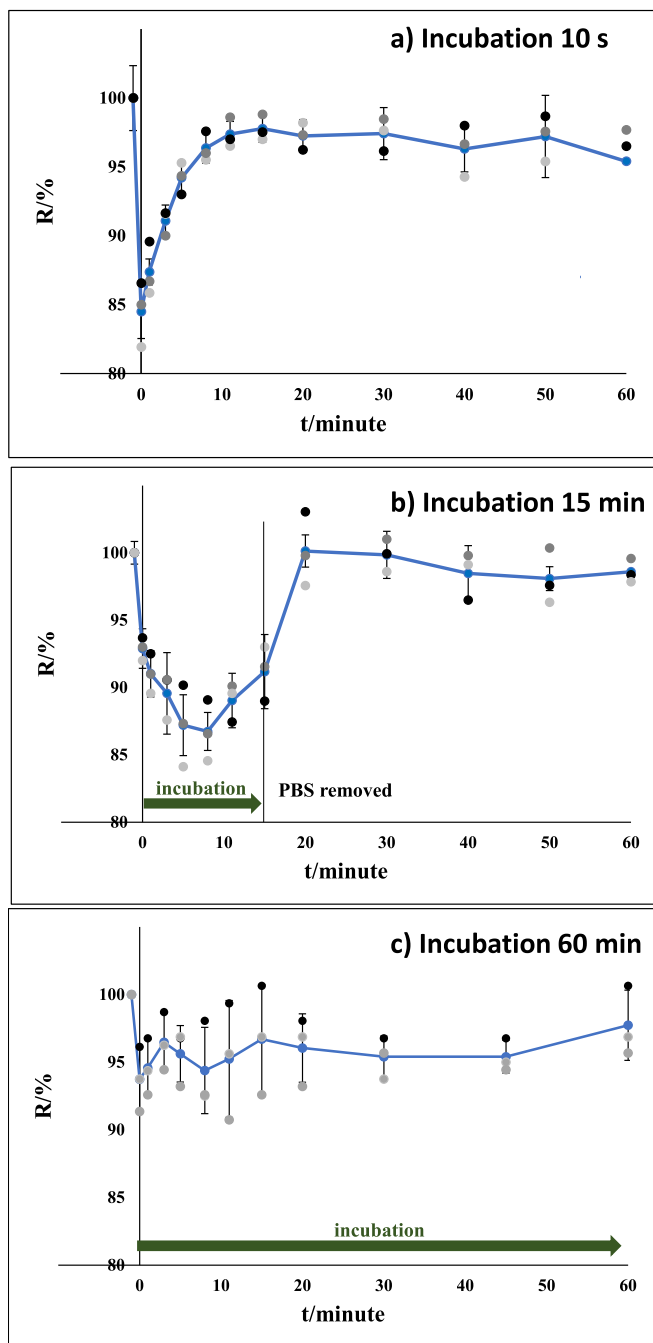 a) Incubation 10 s
100
95
90
85
80
R/%
0 10 20 30 40 50 60
t/minute
b) Incubation 15 min
100
95
90
85
80
R/%
incubation
PBS removed
0 10 20 30 40 50 60
t/minute
c) Incubation 60 min
100
95
90
85
80
R/%
incubation
0 10 20 30 40 50 60
t/minute